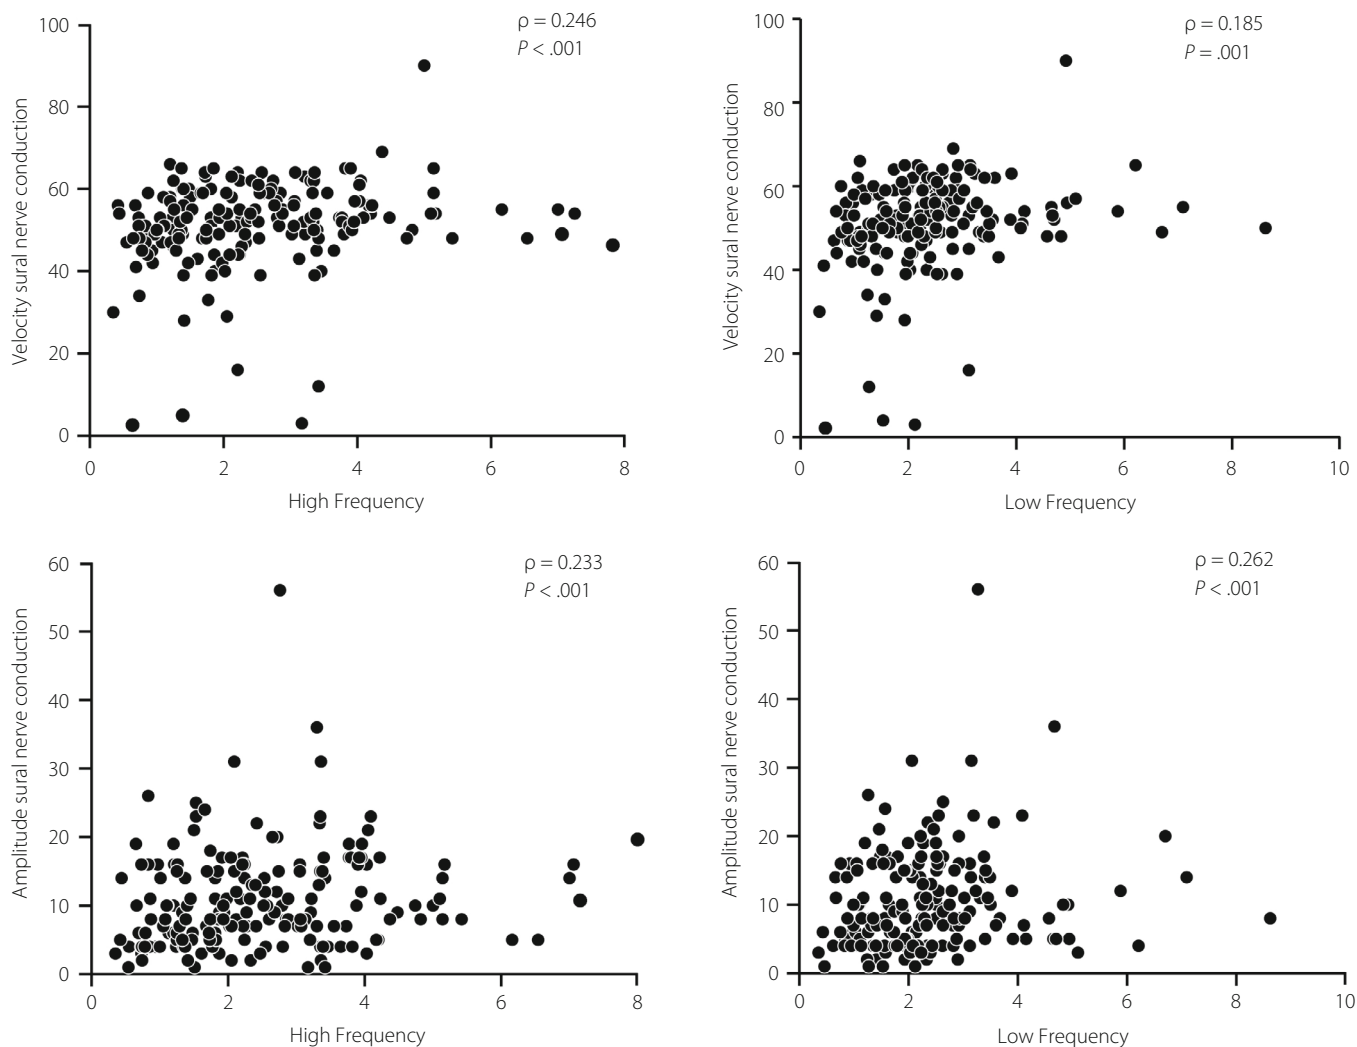 ρ = 0.246
P < .001
100
80
60
40
20
0
Velocity sural nerve conduction
0 2 4 6 8
High Frequency
ρ = 0.185
P = .001
100
80
60
40
20
0
Velocity sural nerve conduction
0 2 4 6 8 10
Low Frequency
ρ = 0.233
P < .001
60
50
40
30
20
10
0
Amplitude sural nerve conduction
0 2 4 6 8
High Frequency
ρ = 0.262
P < .001
60
50
40
30
20
10
0
Amplitude sural nerve conduction
0 2 4 6 8 10
Low Frequency